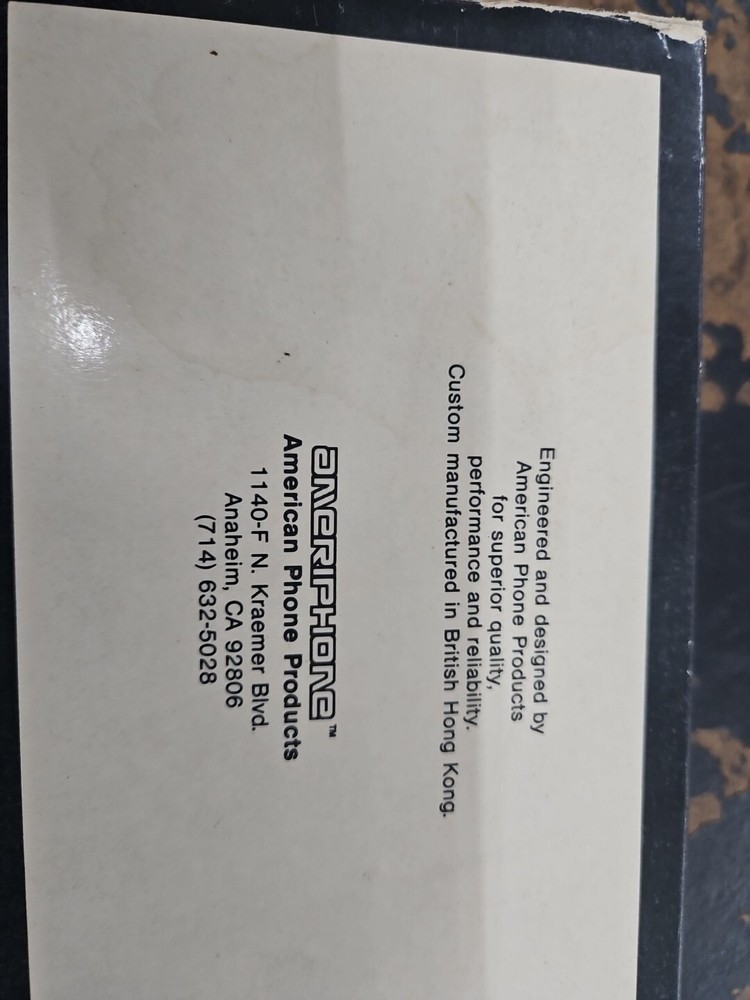 Engineered and designed by
American Phone Products
for superior quality,
performance and reliability.
Custom manufactured in British Hong Kong.
AMERIPHONE™
American Phone Products
1140-F N. Kraemer Blvd.
Anaheim, CA 92806
(714) 632-5028